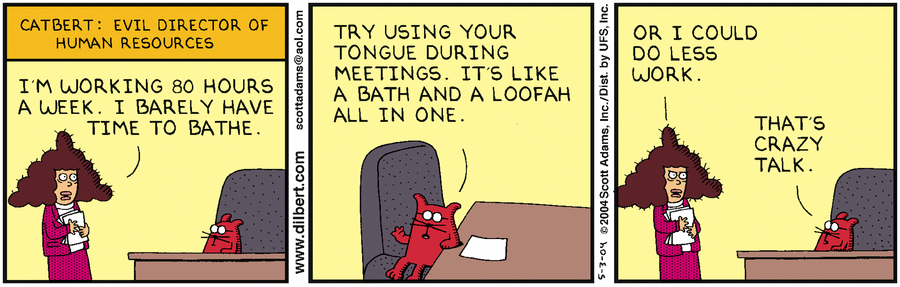 CATBERT: EVIL DIRECTOR OF
HUMAN RESOURCES
I'M WORKING 80 HOURS
A WEEK. I BARELY HAVE
TIME TO BATHE.
www.dilbert.com
scottadams@aol.com
TRY USING YOUR
TONGUE DURING
MEETINGS. IT'S LIKE
A BATH AND A LOOFAH
ALL IN ONE.
5-3-04 ©2004 Scott Adams, Inc./Dist. by UFS, Inc.
OR I COULD
DO LESS
WORK.
THAT'S
CRAZY
TALK.